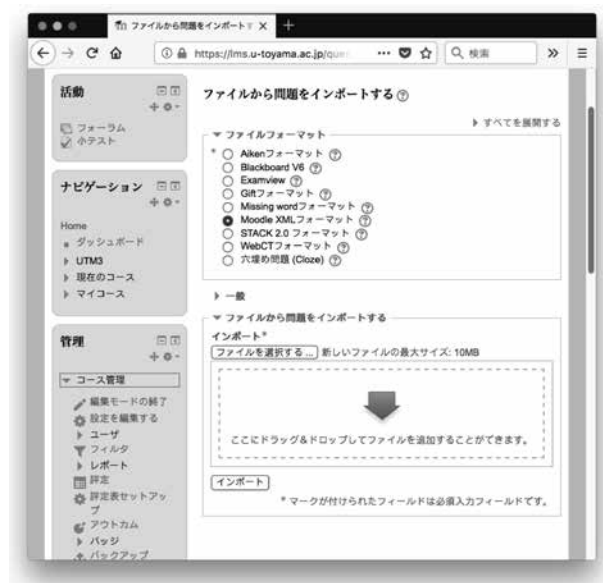 ファイルから問題をインポート
https://lms.u-toyama.ac.jp/ques
検索
活動
フォーラム
小テスト
ナビゲーション
Home
ダッシュボード
UTM3
現在のコース
マイコース
管理
コース管理
編集モードの終了
設定を編集する
ユーザ
フィルタ
レポート
評定
評定表セットアッ
プ
アウトカム
バッジ
バックアップ
ファイルから問題をインポートする
すべてを展開する
ファイルフォーマット
* Aikenフォーマット
Blackboard V6
Examview
Giftフォーマット
Missing wordフォーマット
Moodle XMLフォーマット
STACK 2.0 フォーマット
WebCTフォーマット
穴埋め問題 (Cloze)
一般
ファイルから問題をインポートする
インポート*
ファイルを選択する ... 新しいファイルの最大サイズ: 10MB
ここにドラッグ&ドロップしてファイルを追加することができます。
インポート
* マークが付けられたフィールドは必須入力フィールドです。